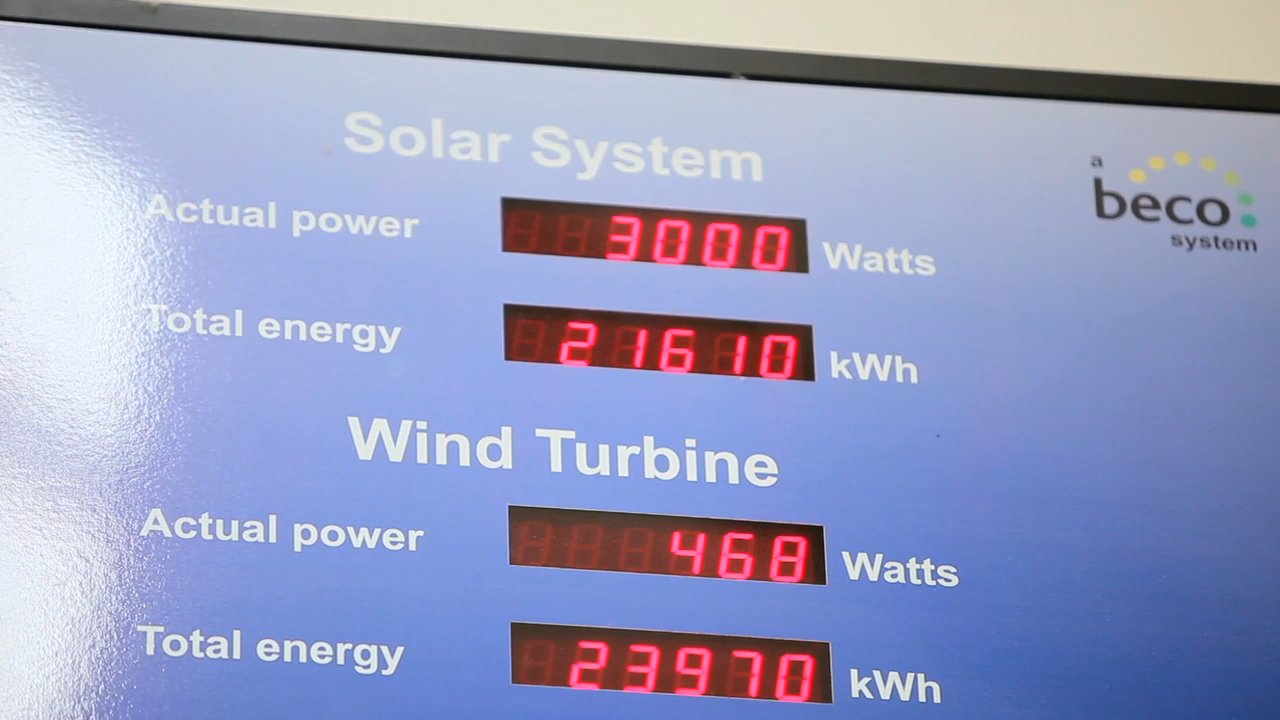 Solar System
a
beco
system
Actual power 3000 Watts
Total energy 21610 kWh
Wind Turbine
Actual power 468 Watts
Total energy 23970 kWh